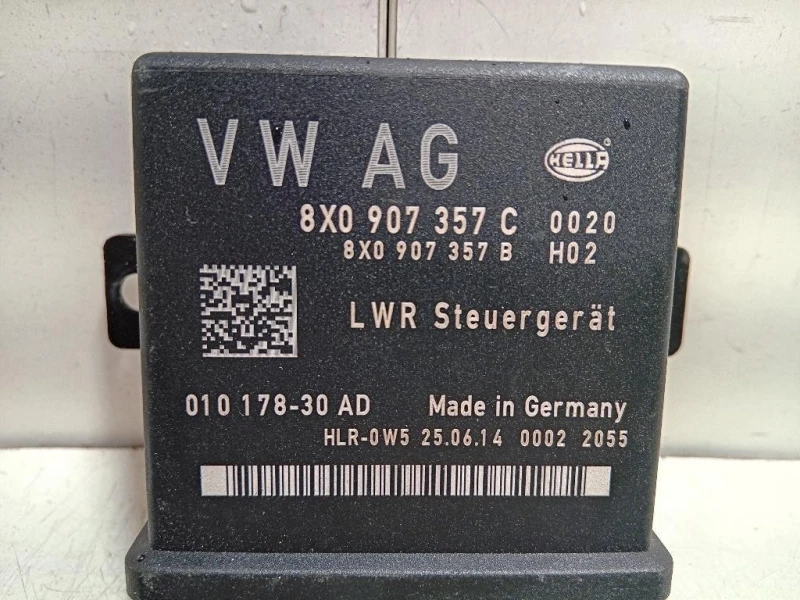 VW AG HELLA
8X0 907 357 C 0020
8X0 907 357 B H02
LWR Steuergerät
010 178-30 AD Made in Germany
HLR-0W5 25.06.14 0002 2055